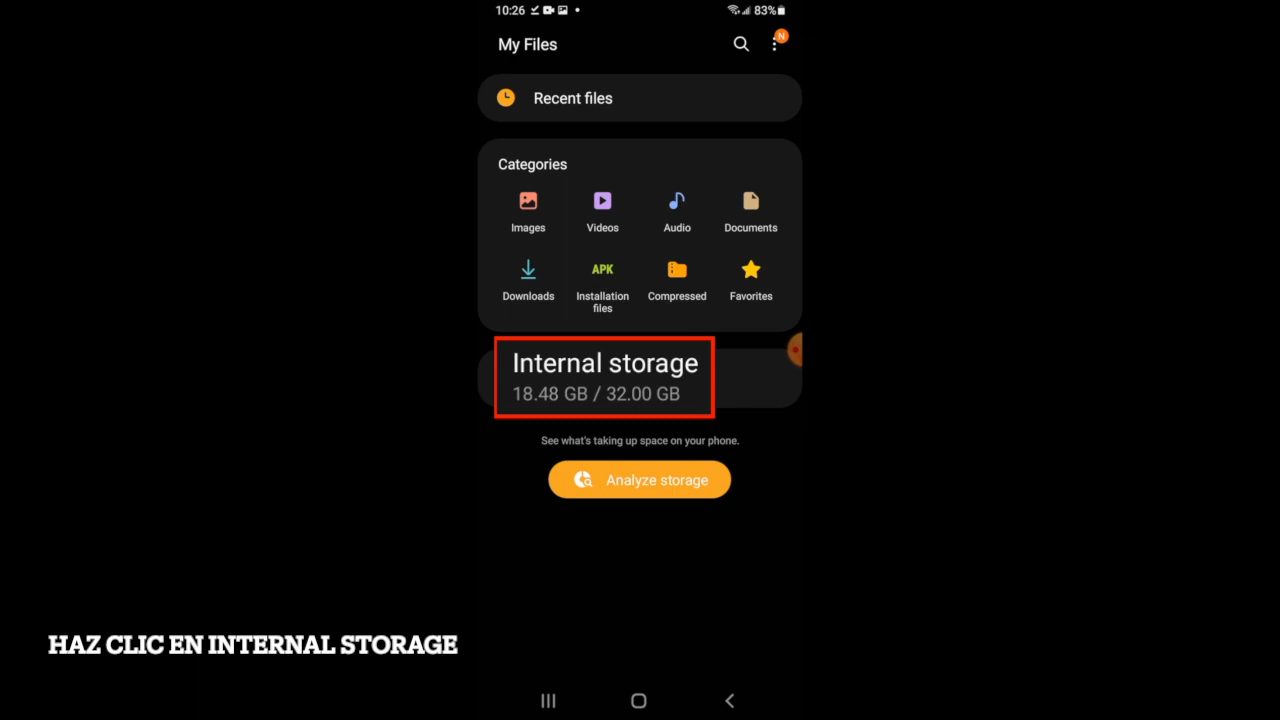 10:26
83%
My Files
N
Recent files
Categories
Images
Videos
Audio
Documents
APK
Downloads
Installation
files
Compressed
Favorites
Internal storage
18.48 GB / 32.00 GB
See what's taking up space on your phone.
Analyze storage
HAZ CLIC EN INTERNAL STORAGE